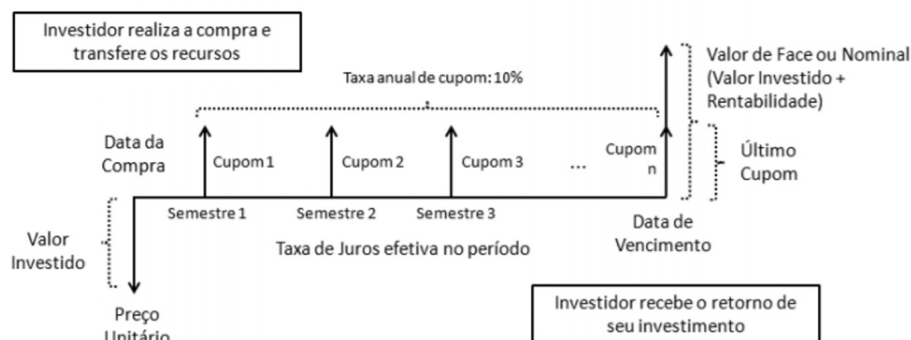 Investidor realiza a compra e
transfere os recursos
Taxa anual de cupom: 10%
Valor de Face ou Nominal
(Valor Investido +
Rentabilidade)
Data da
Compra
Cupom 1
Cupom 2
Cupom 3
...
Cupom
n
Último
Cupom
Semestre 1
Semestre 2
Semestre 3
Data de
Vencimento
Valor
Investido
Taxa de Juros efetiva no período
Preço
Unitário
Investidor recebe o retorno de
seu investimento